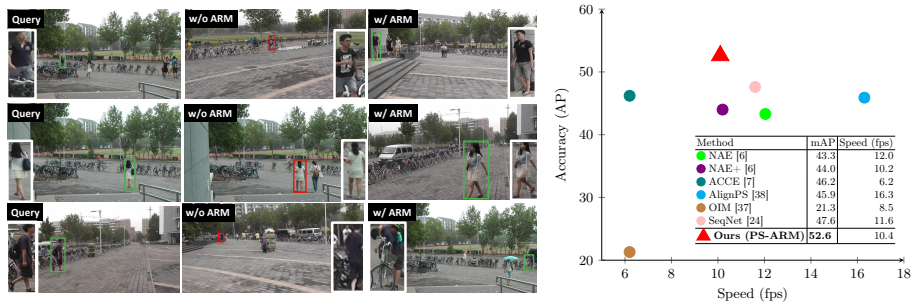 Query
w/o ARM
w/ ARM
Query
w/o ARM
w/ ARM
Query
w/o ARM
w/ ARM
Accuracy (AP)
60
50
40
30
20
Method mAP Speed (fps)
NAE [6] 43.3 12.0
NAE+ [6] 44.0 10.2
ACCE [7] 46.2 6.2
AlignPS [38] 45.9 16.3
OIM [37] 21.3 8.5
SeqNet [24] 47.6 11.6
Ours (PS-ARM) 52.6 10.4
6 8 10 12 14 16 18
Speed (fps)